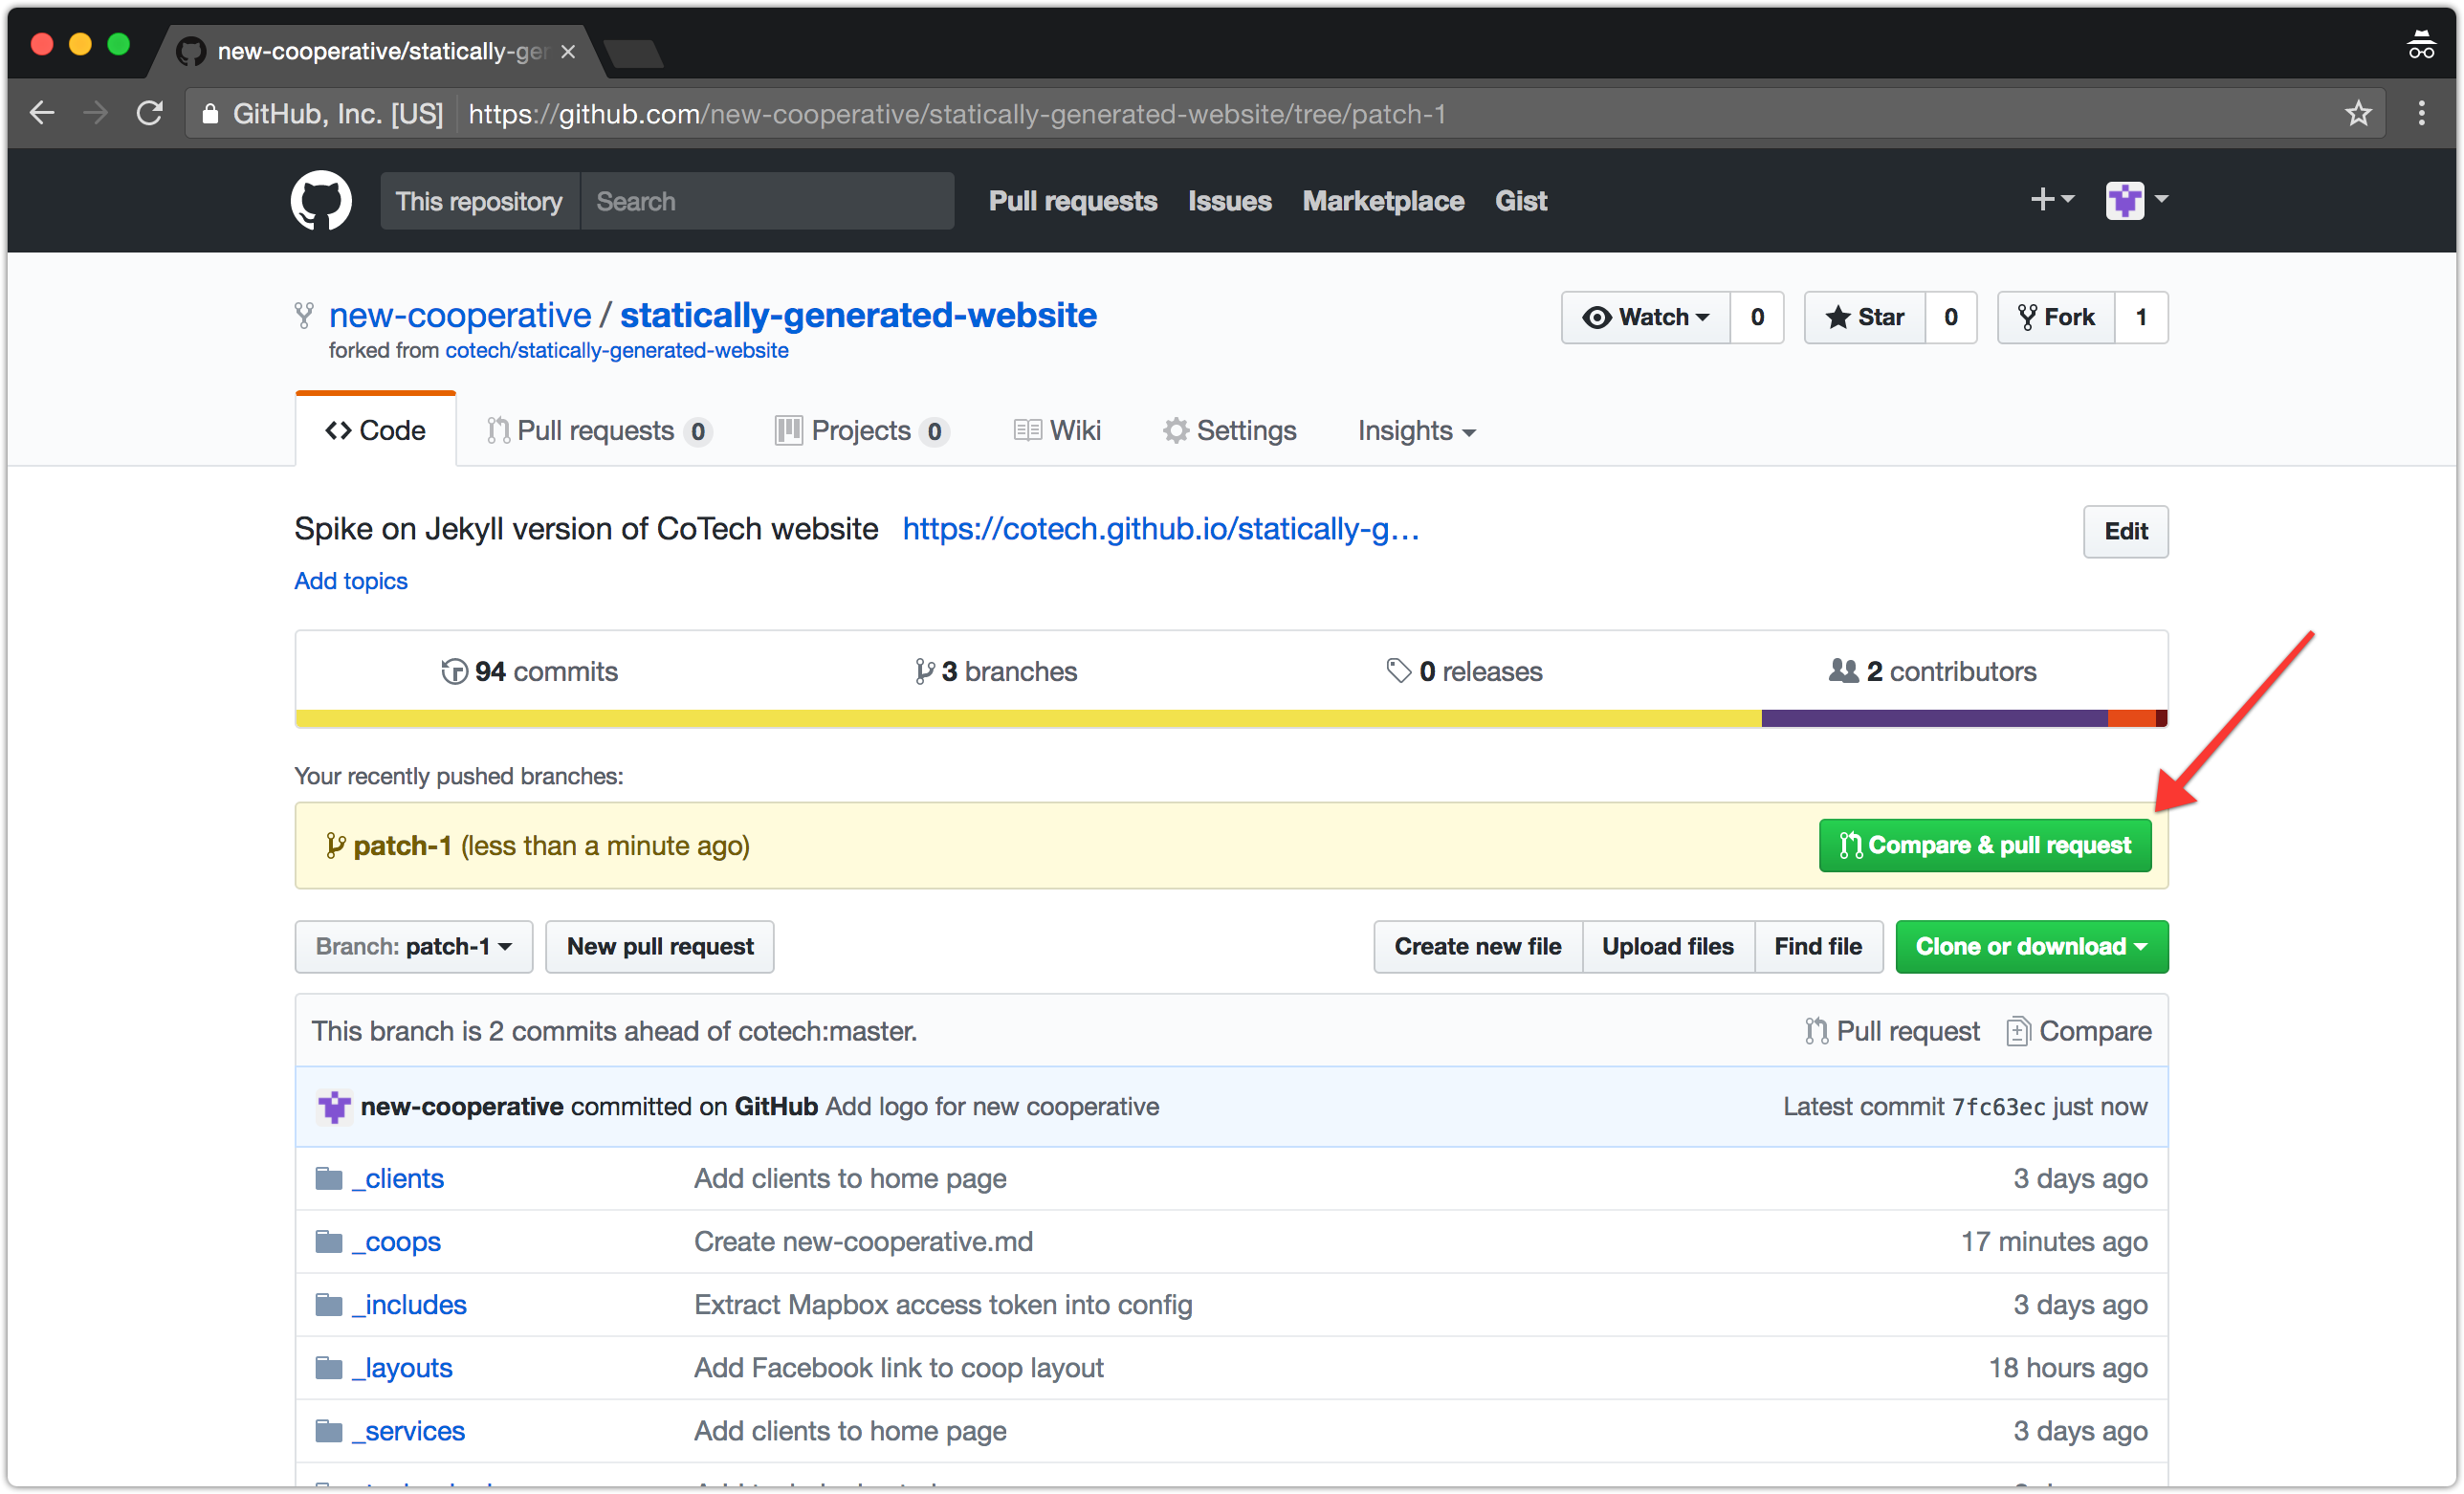 new-cooperative/statically-ger
GitHub, Inc. [US] https://github.com/new-cooperative/statically-generated-website/tree/patch-1
This repository Search Pull requests Issues Marketplace Gist
new-cooperative / statically-generated-website Watch 0 Star 0 Fork 1
forked from cotech/statically-generated-website
Code Pull requests 0 Projects 0 Wiki Settings Insights
Spike on Jekyll version of CoTech website https://cotech.github.io/statically-g… Edit
Add topics
94 commits 3 branches 0 releases 2 contributors
Your recently pushed branches:
patch-1 (less than a minute ago) Compare & pull request
Branch: patch-1 New pull request Create new file Upload files Find file Clone or download
This branch is 2 commits ahead of cotech:master. Pull request Compare
new-cooperative committed on GitHub Add logo for new cooperative Latest commit 7fc63ec just now
_clients Add clients to home page 3 days ago
_coops Create new-cooperative.md 17 minutes ago
_includes Extract Mapbox access token into config 3 days ago
_layouts Add Facebook link to coop layout 18 hours ago
_services Add clients to home page 3 days ago